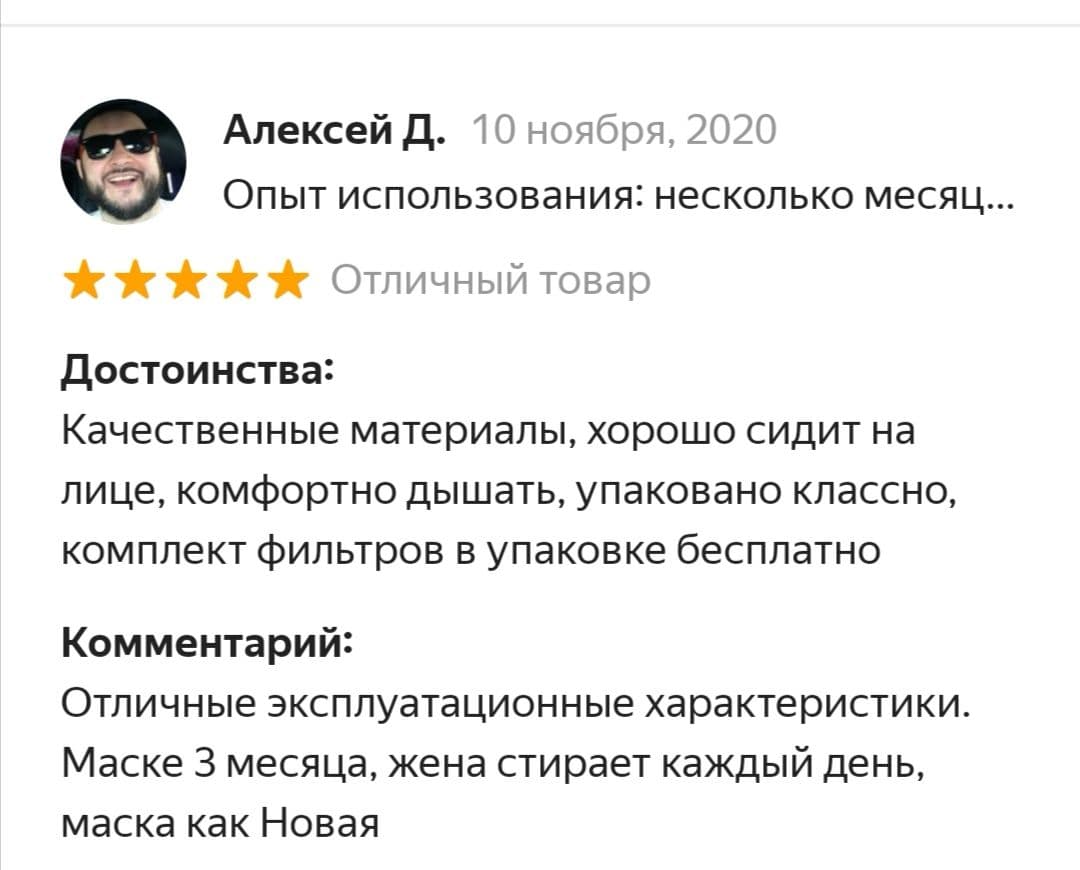 Алексей Д. 10 ноября, 2020
Опыт использования: несколько месяц...
Отличный товар
Достоинства:
Качественные материалы, хорошо сидит на
лице, комфортно дышать, упаковано классно,
комплект фильтров в упаковке бесплатно
Комментарий:
Отличные эксплуатационные характеристики.
Маске 3 месяца, жена стирает каждый день,
маска как Новая